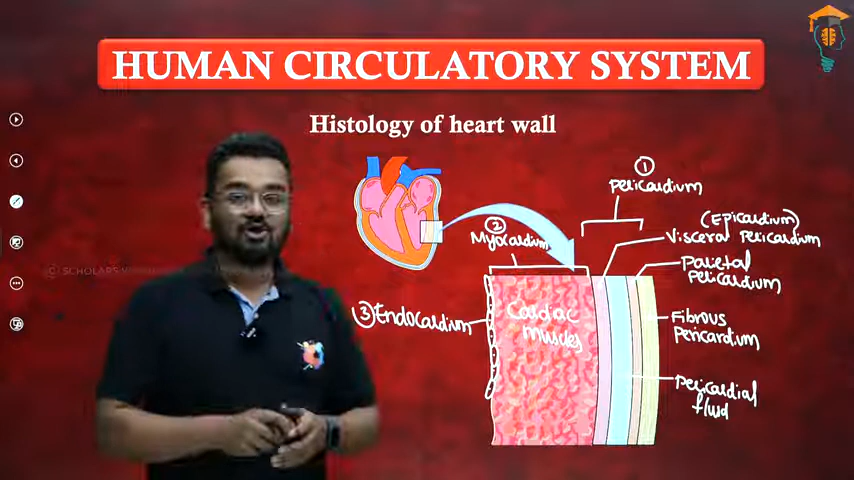 HUMAN CIRCULATORY SYSTEM
Histology of heart wall
① Pericardium
(Epicardium)
Visceral Pericardium
② Myocardium
Parietal Pericardium
③ Endocardium
Cardiac
muscles
Fibrous
Pericardium
Pericardial
fluid